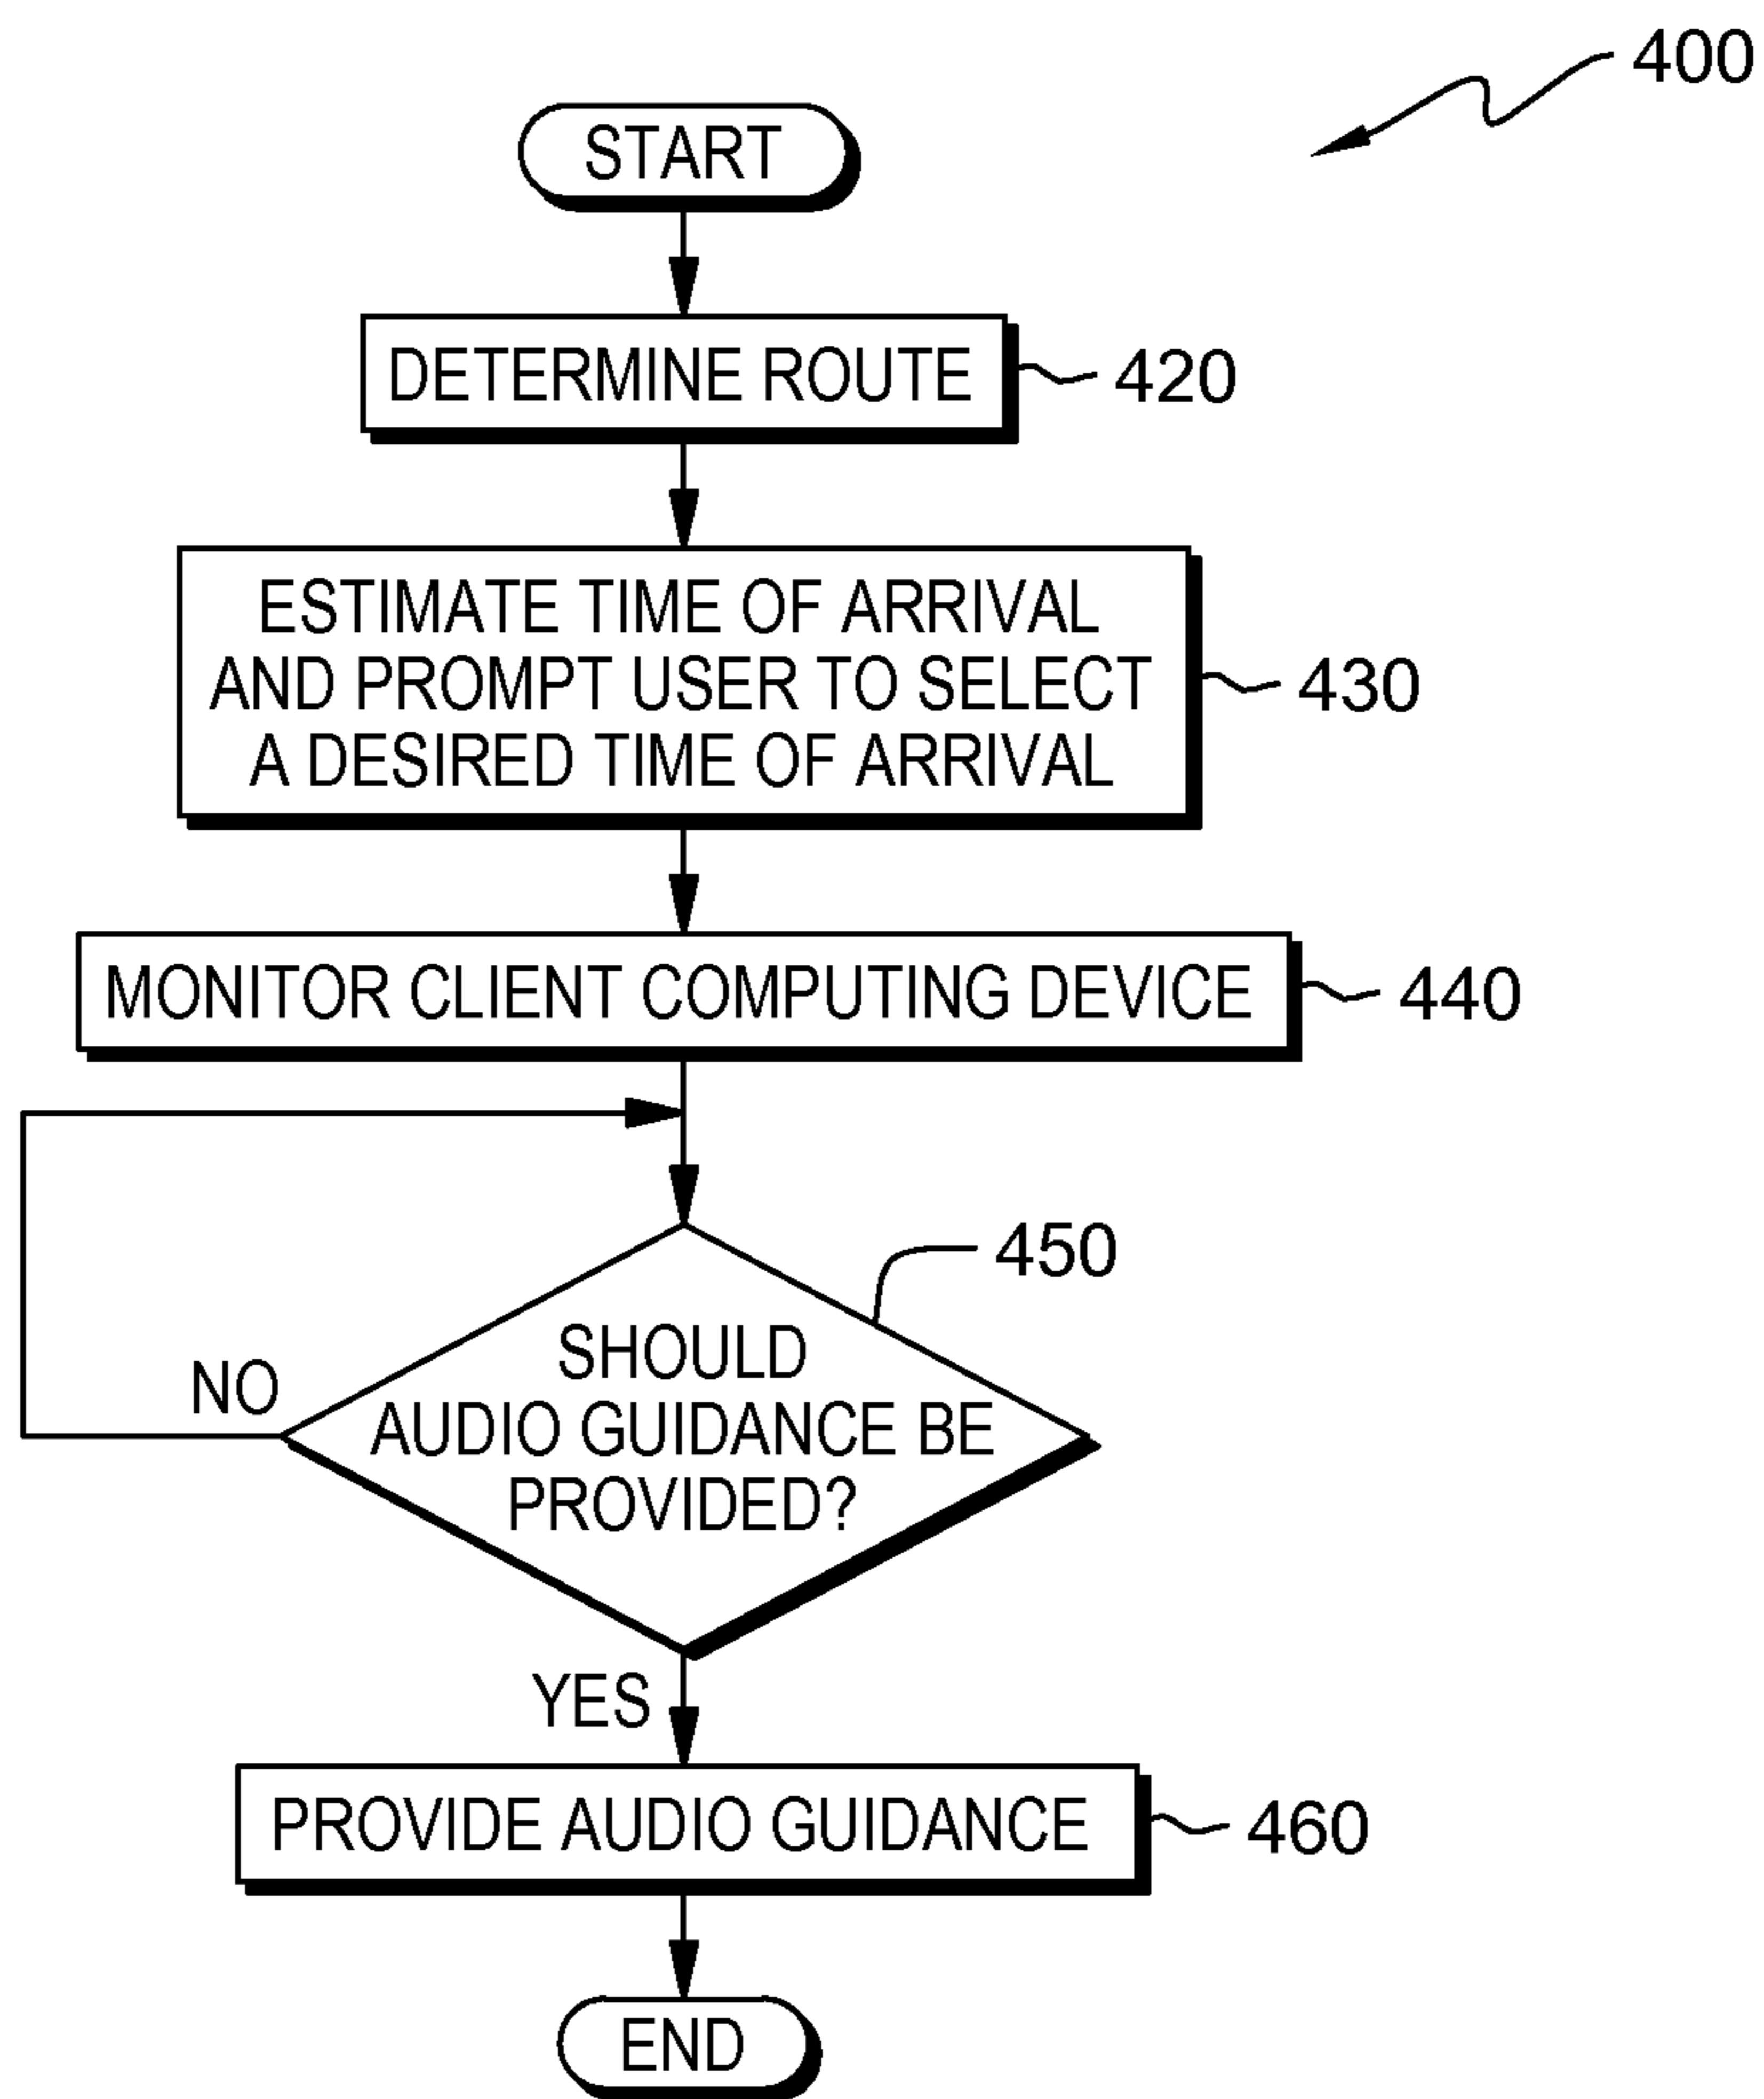 400
START
DETERMINE ROUTE
420
ESTIMATE TIME OF ARRIVAL
AND PROMPT USER TO SELECT
A DESIRED TIME OF ARRIVAL
430
MONITOR CLIENT COMPUTING DEVICE
440
450
SHOULD
AUDIO GUIDANCE BE
PROVIDED?
NO
YES
PROVIDE AUDIO GUIDANCE
460
END